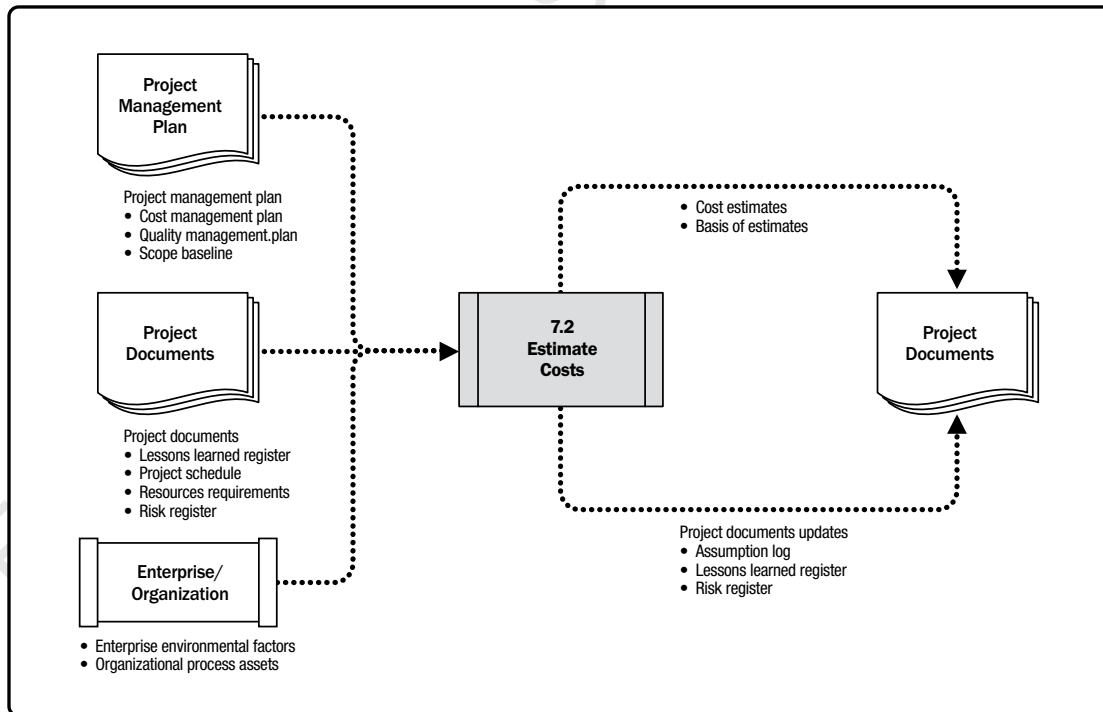 Project
Management
Plan
Project management plan
• Cost management plan
• Quality management.plan
• Scope baseline
Project
Documents
Project documents
• Lessons learned register
• Project schedule
• Resources requirements
• Risk register
Enterprise/
Organization
• Enterprise environmental factors
• Organizational process assets
7.2
Estimate
Costs
• Cost estimates
• Basis of estimates
Project documents updates
• Assumption log
• Lessons learned register
• Risk register
Project
Documents